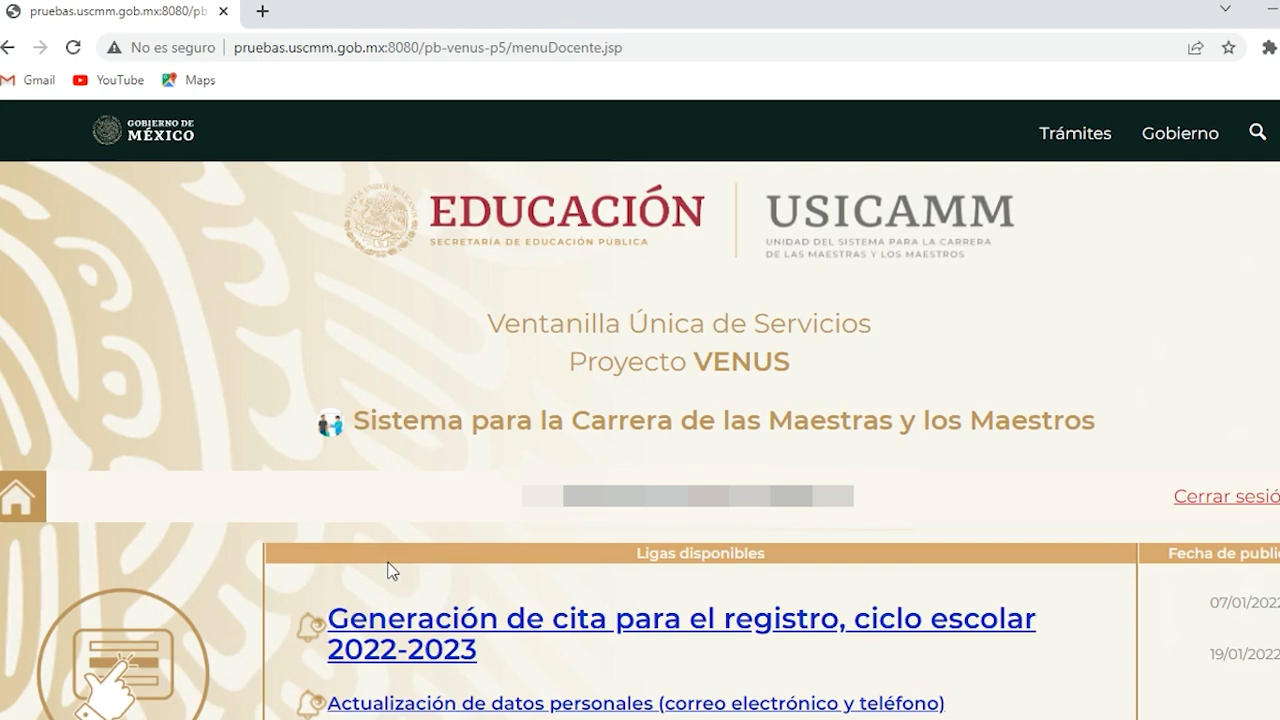 pruebas.uscmm.gob.mx:8080/pb
No es seguro
pruebas.uscmm.gob.mx:8080/pb-venus-p5/menuDocente.jsp
Gmail
YouTube
Maps
GOBIERNO DE
MÉXICO
Trámites
Gobierno
EDUCACIÓN
SECRETARÍA DE EDUCACIÓN PÚBLICA
USICAMM
UNIDAD DEL SISTEMA PARA LA CARRERA
DE LAS MAESTRAS Y LOS MAESTROS
Ventanilla Única de Servicios
Proyecto VENUS
Sistema para la Carrera de las Maestras y los Maestros
Cerrar sesió
Ligas disponibles
Fecha de publi
Generación de cita para el registro, ciclo escolar
2022-2023
07/01/2022
19/01/2022
Actualización de datos personales (correo electrónico y teléfono)